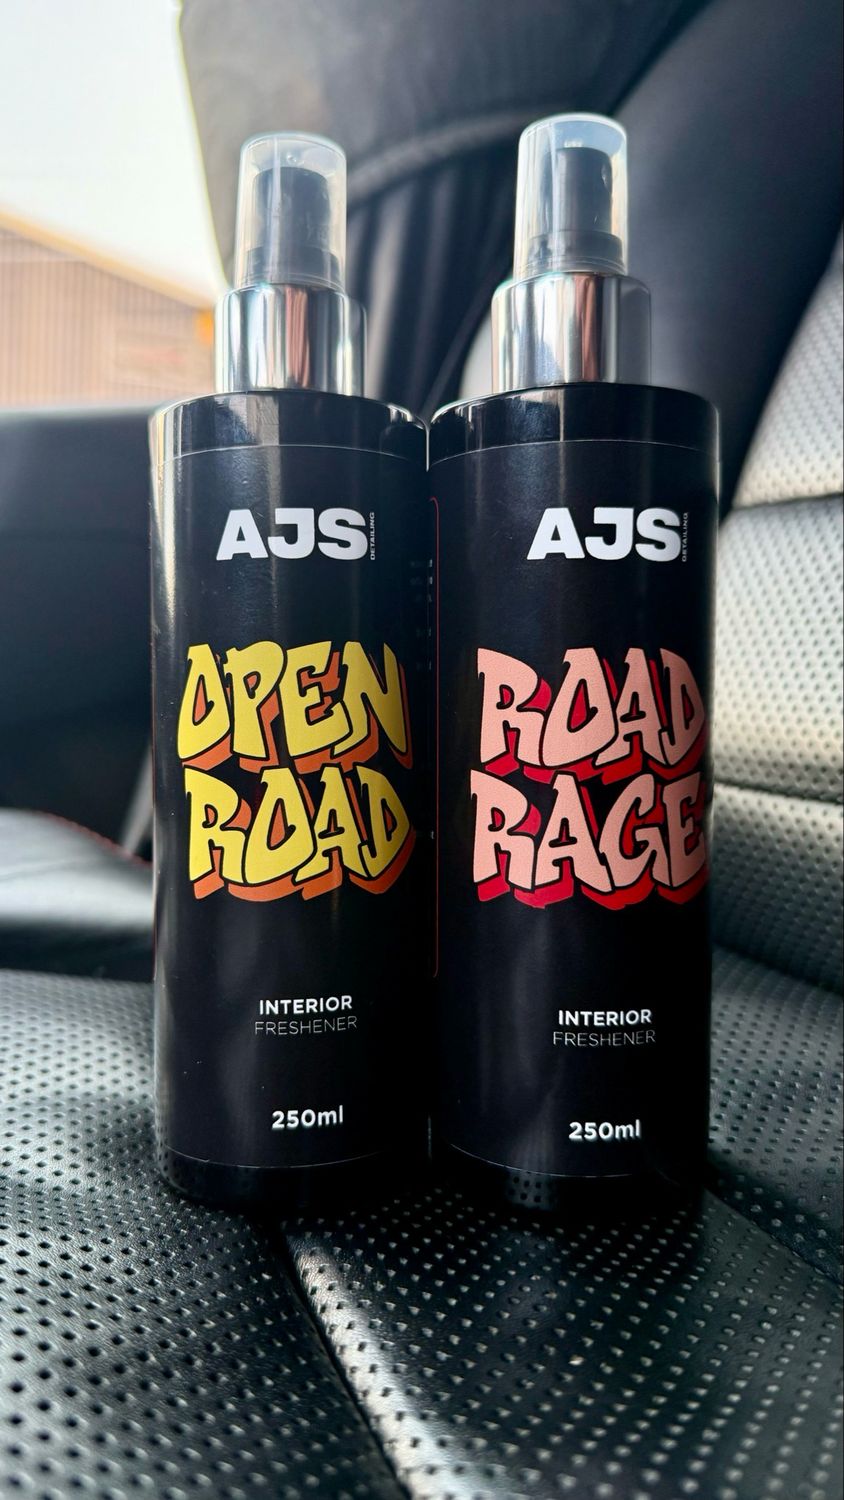 AJS
DETAILING
OPEN
ROAD
INTERIOR
FRESHENER
250ml
AJS
DETAILING
ROAD
RAGE
INTERIOR
FRESHENER
250ml